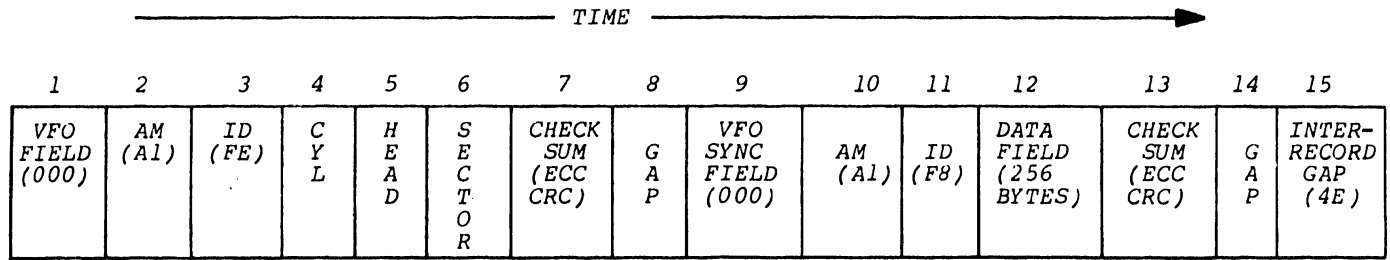 TIME
1 2 3 4 5 6 7 8 9 10 11 12 13 14 15
VFO
FIELD
(000)
AM
(A1)
ID
(FE)
C
Y
L
H
E
A
D
S
E
C
T
O
R
CHECK
SUM
(ECC
CRC)
G
A
P
VFO
SYNC
FIELD
(000)
AM
(A1)
ID
(F8)
DATA
FIELD
(256
BYTES)
CHECK
SUM
(ECC
CRC)
G
A
P
INTER-
RECORD
GAP
(4E)